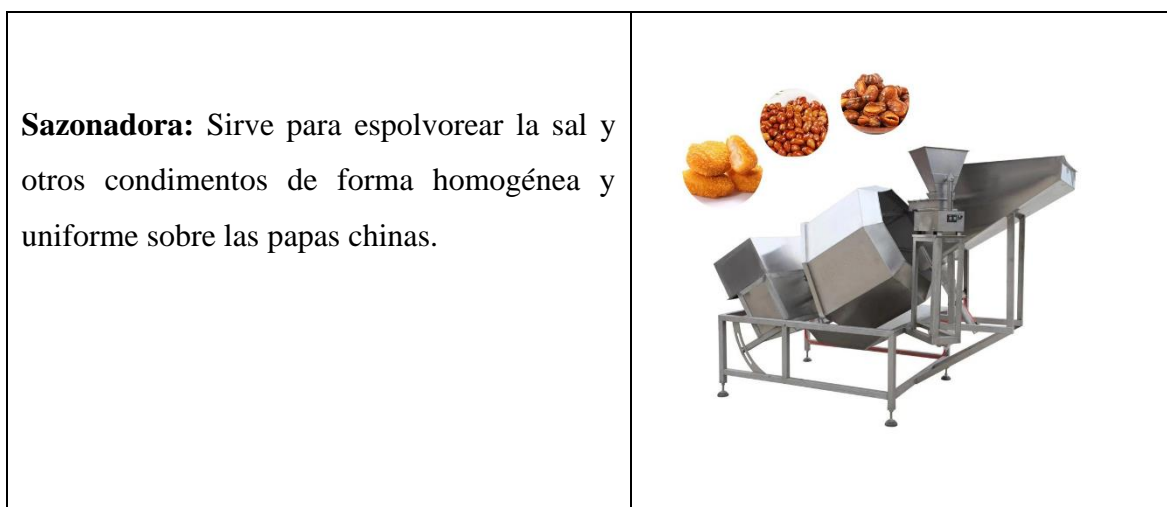 Sazonadora: Sirve para espolvorear la sal y
otros condimentos de forma homogénea y
uniforme sobre las papas chinas.